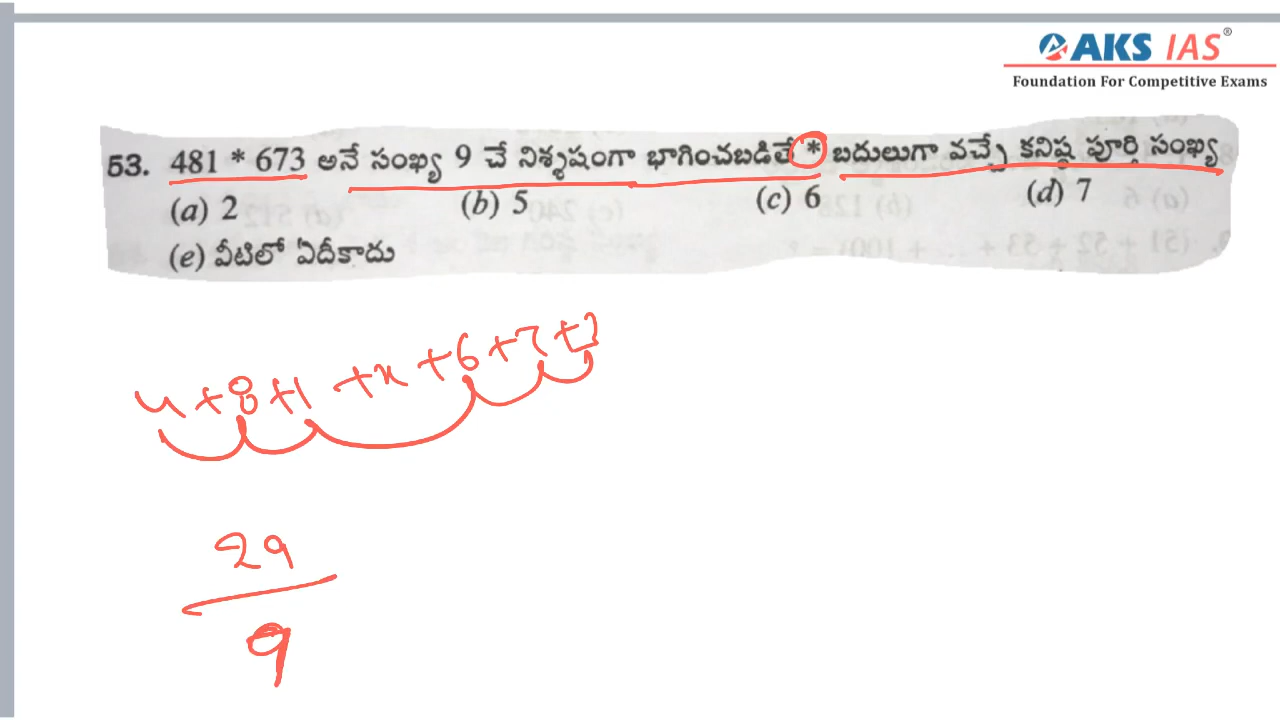 AKS IAS®
Foundation For Competitive Exams
53. 481 * 673 అనే సంఖ్య 9 చే నిశ్శషంగా భాగించబడితే * బదులుగా వచ్చే కనిష్ఠ పూర్తి సంఖ్య
(a) 2 (b) 5 (c) 6 (d) 7
(e) వీటిలో ఏదీకాదు
4+8+1+x+6+7+3
29
9